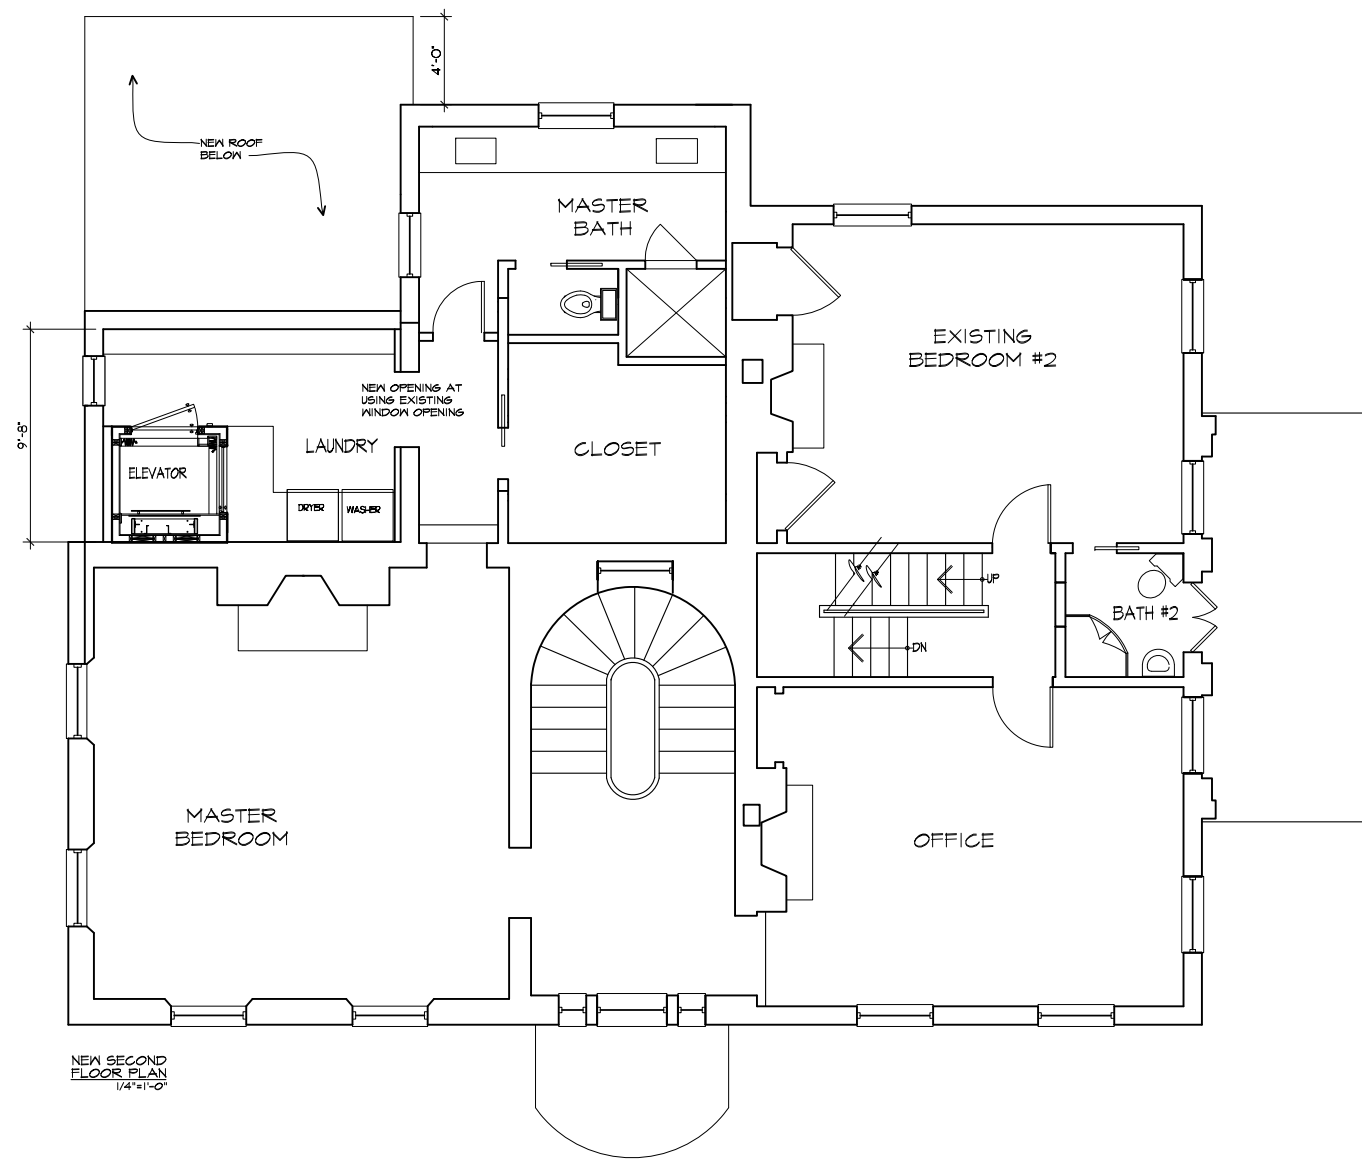 4'-0"
NEW ROOF
BELOW
MASTER
BATH
EXISTING
BEDROOM #2
NEW OPENING AT
USING EXISTING
WINDOW OPENING
9'-8"
LAUNDRY
CLOSET
ELEVATOR
DRYER
WASHER
UP
BATH #2
DN
MASTER
BEDROOM
OFFICE
NEW SECOND
FLOOR PLAN
1/4"=1'-0"